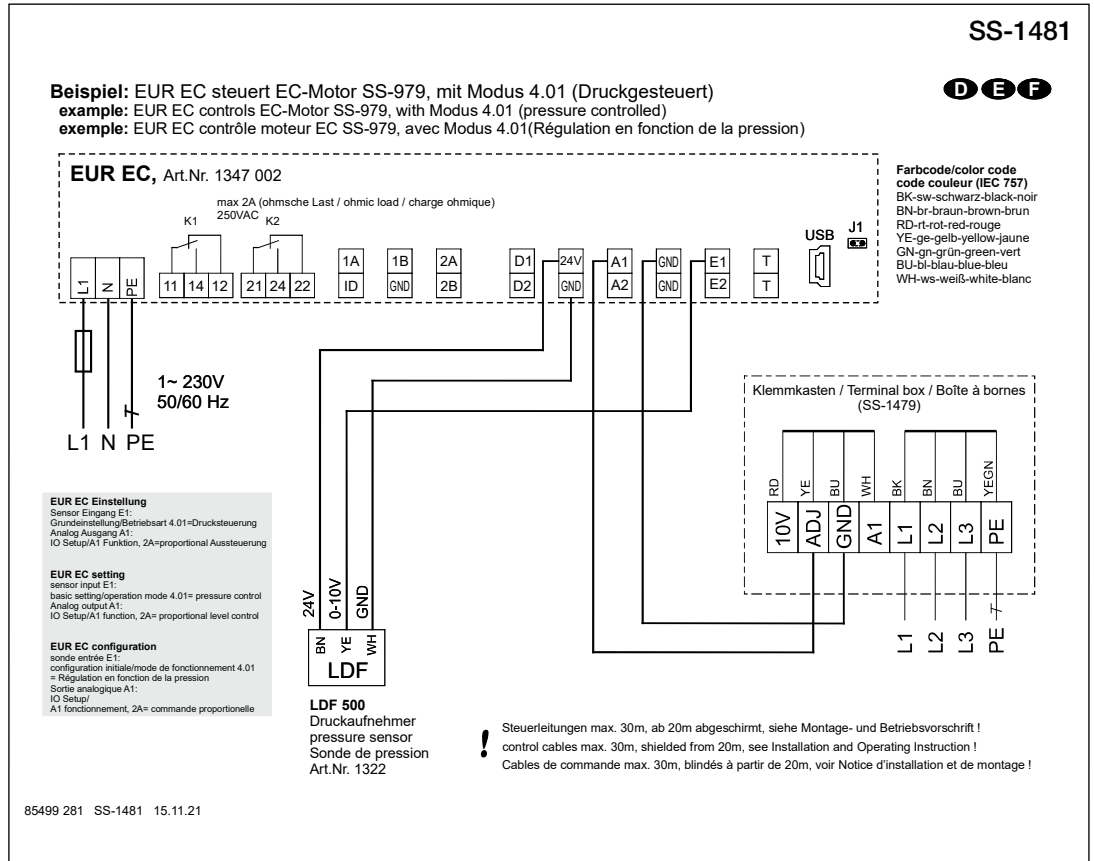 SS-1481
Beispiel: EUR EC steuert EC-Motor SS-979, mit Modus 4.01 (Druckgesteuert)
example: EUR EC controls EC-Motor SS-979, with Modus 4.01 (pressure controlled)
exemple: EUR EC contrôle moteur EC SS-979, avec Modus 4.01(Régulation en fonction de la pression)
D E F
EUR EC, Art.Nr. 1347 002
max 2A (ohmsche Last / ohmic load / charge ohmique)
250VAC
K1 K2
USB J1
L1 N PE
11 14 12 21 24 22
1A 1B 2A D1 24V A1 GND E1 T
ID GND 2B D2 GND A2 GND E2 T
Farbcode/color code
code couleur (IEC 757)
BK-sw-schwarz-black-noir
BN-br-braun-brown-brun
RD-rt-rot-red-rouge
YE-ge-gelb-yellow-jaune
GN-gn-grün-green-vert
BU-bl-blau-blue-bleu
WH-ws-weiß-white-blanc
1~ 230V
50/60 Hz
L1 N PE
Klemmkasten / Terminal box / Boîte à bornes
(SS-1479)
RD YE BU WH BK BN BU YEGN
10V ADJ GND A1 L1 L2 L3 PE
L1 L2 L3 PE
EUR EC Einstellung
Sensor Eingang E1:
Grundeinstellung/Betriebsart 4.01=Drucksteuerung
Analog Ausgang A1:
IO Setup/A1 Funktion, 2A=proportional Aussteuerung
EUR EC setting
sensor input E1:
basic setting/operation mode 4.01= pressure control
Analog output A1:
IO Setup/A1 function, 2A= proportional level control
EUR EC configuration
sonde entrée E1:
configuration initiale/mode de fonctionnement 4.01
= Régulation en fonction de la pression
Sortie analogique A1:
IO Setup/
A1 fonctionnement, 2A= commande proportionelle
24V 0-10V GND
BN YE WH
LDF
LDF 500
Druckaufnehmer
pressure sensor
Sonde de pression
Art.Nr. 1322
!
Steuerleitungen max. 30m, ab 20m abgeschirmt, siehe Montage- und Betriebsvorschrift !
control cables max. 30m, shielded from 20m, see Installation and Operating Instruction !
Cables de commande max. 30m, blindés à partir de 20m, voir Notice d'installation et de montage !
85499 281 SS-1481 15.11.21